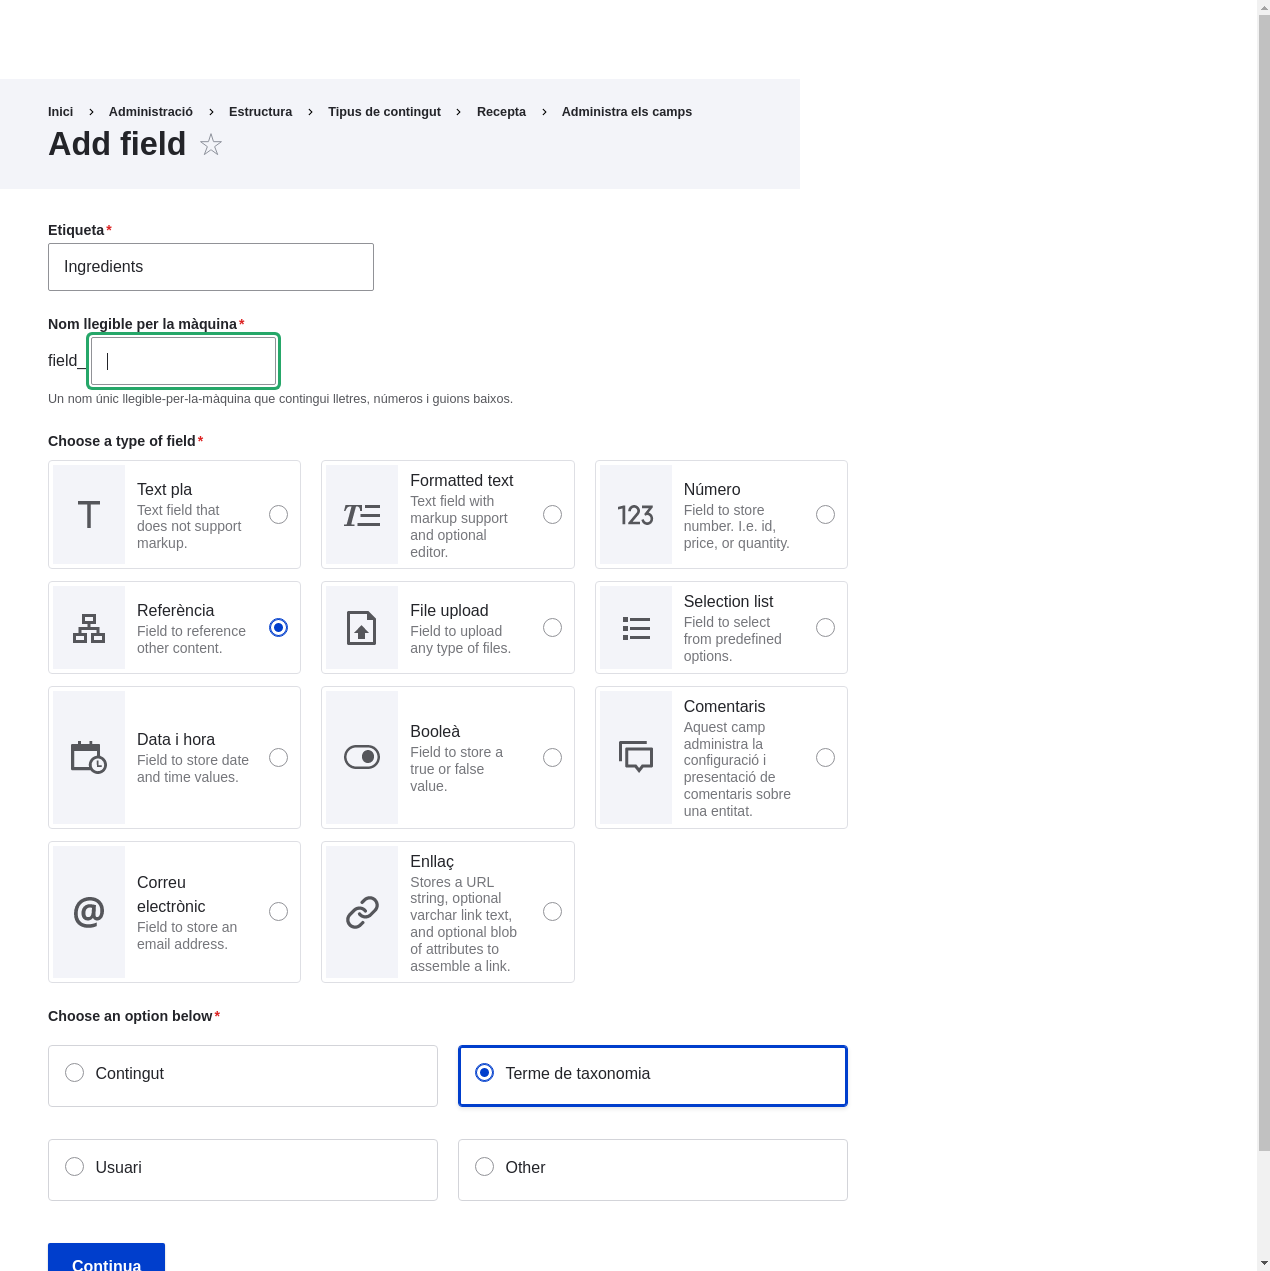 Inici › Administració › Estructura › Tipus de contingut › Recepta › Administra els camps
Add field ☆
Etiqueta*
Ingredients
Nom llegible per la màquina*
field_
Un nom únic llegible-per-la-màquina que contingui lletres, números i guions baixos.
Choose a type of field*
Text pla
Text field that
does not support
markup.
Formatted text
Text field with
markup support
and optional
editor.
123
Número
Field to store
number. I.e. id,
price, or quantity.
Referència
Field to reference
other content.
File upload
Field to upload
any type of files.
Selection list
Field to select
from predefined
options.
Data i hora
Field to store date
and time values.
Booleà
Field to store a
true or false
value.
Comentaris
Aquest camp
administra la
configuració i
presentació de
comentaris sobre
una entitat.
@
Correu
electrònic
Field to store an
email address.
Enllaç
Stores a URL
string, optional
varchar link text,
and optional blob
of attributes to
assemble a link.
Choose an option below*
Contingut
Terme de taxonomia
Usuari
Other
Continua